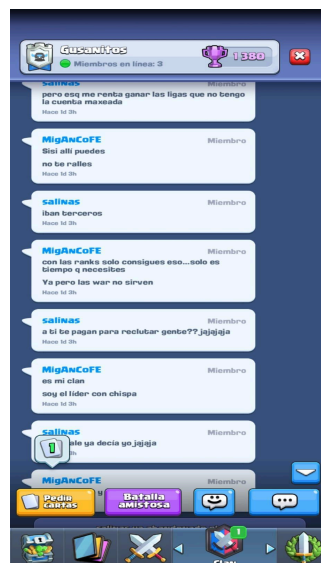 Gusanitos
Miembros en línea: 3
1380
salinas
pero esq me renta ganar las ligas que no tengo
la cuenta maxeada
Hace 1d 3h
MigAnCoFE
Miembro
Sisi allí puedes
no te ralles
Hace 1d 3h
salinas
Miembro
iban terceros
Hace 1d 3h
MigAnCoFE
Miembro
con las ranks solo consigues eso...solo es
tiempo q necesites
Ya pero las war no sirven
Hace 1d 3h
salinas
Miembro
a ti te pagan para reclutar gente?? jajajaja
Hace 1d 3h
MigAnCoFE
Miembro
es mi clan
soy el líder con chispa
Hace 1d 3h
salinas
Miembro
ale ya decía yo jajaja
1
MigAnCoFE
Miembro
y
Pedir
cartas
Batalla
amistosa
1
Clan